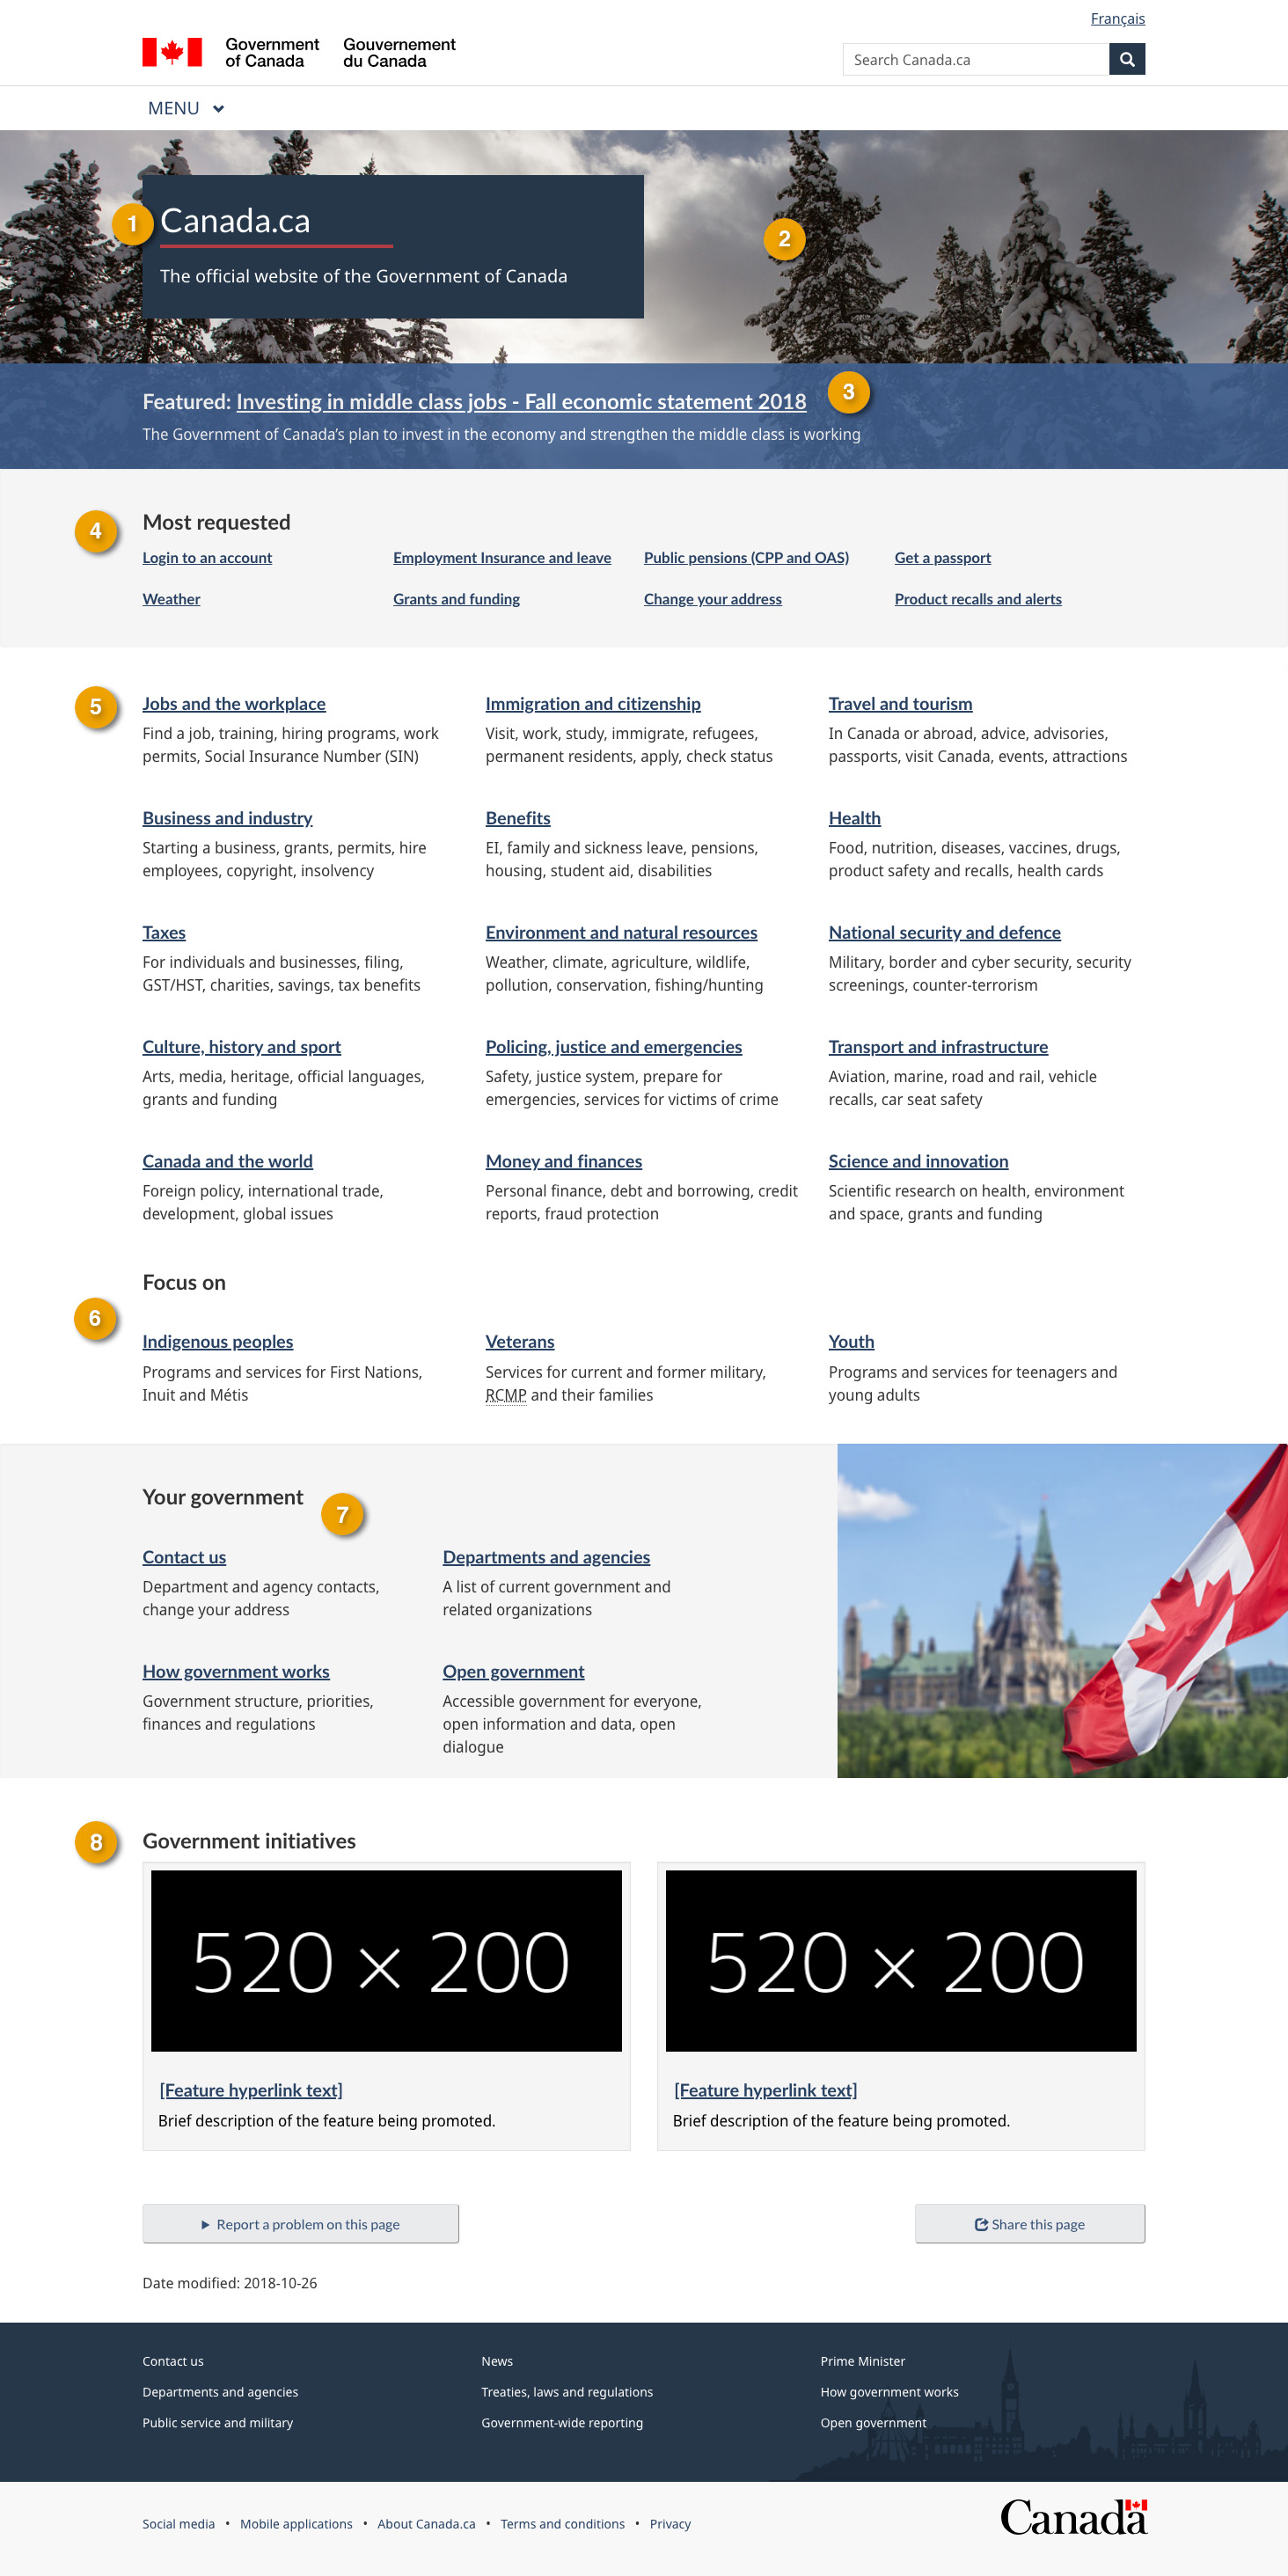 Français
Government
of Canada
Gouvernement
du Canada
Search Canada.ca
MENU
1
Canada.ca
2
The official website of the Government of Canada
3
Featured: Investing in middle class jobs - Fall economic statement 2018
The Government of Canada’s plan to invest in the economy and strengthen the middle class is working
4
Most requested
Login to an account
Employment Insurance and leave
Public pensions (CPP and OAS)
Get a passport
Weather
Grants and funding
Change your address
Product recalls and alerts
5
Jobs and the workplace
Find a job, training, hiring programs, work
permits, Social Insurance Number (SIN)
Immigration and citizenship
Visit, work, study, immigrate, refugees,
permanent residents, apply, check status
Travel and tourism
In Canada or abroad, advice, advisories,
passports, visit Canada, events, attractions
Business and industry
Starting a business, grants, permits, hire
employees, copyright, insolvency
Benefits
EI, family and sickness leave, pensions,
housing, student aid, disabilities
Health
Food, nutrition, diseases, vaccines, drugs,
product safety and recalls, health cards
Taxes
For individuals and businesses, filing,
GST/HST, charities, savings, tax benefits
Environment and natural resources
Weather, climate, agriculture, wildlife,
pollution, conservation, fishing/hunting
National security and defence
Military, border and cyber security, security
screenings, counter-terrorism
Culture, history and sport
Arts, media, heritage, official languages,
grants and funding
Policing, justice and emergencies
Safety, justice system, prepare for
emergencies, services for victims of crime
Transport and infrastructure
Aviation, marine, road and rail, vehicle
recalls, car seat safety
Canada and the world
Foreign policy, international trade,
development, global issues
Money and finances
Personal finance, debt and borrowing, credit
reports, fraud protection
Science and innovation
Scientific research on health, environment
and space, grants and funding
Focus on
6
Indigenous peoples
Programs and services for First Nations,
Inuit and Métis
Veterans
Services for current and former military,
RCMP and their families
Youth
Programs and services for teenagers and
young adults
Your government
7
Contact us
Department and agency contacts,
change your address
Departments and agencies
A list of current government and
related organizations
How government works
Government structure, priorities,
finances and regulations
Open government
Accessible government for everyone,
open information and data, open
dialogue
8
Government initiatives
520 × 200
[Feature hyperlink text]
Brief description of the feature being promoted.
520 × 200
[Feature hyperlink text]
Brief description of the feature being promoted.
Report a problem on this page
Share this page
Date modified: 2018-10-26
Contact us
News
Prime Minister
Departments and agencies
Treaties, laws and regulations
How government works
Public service and military
Government-wide reporting
Open government
Social media • Mobile applications • About Canada.ca • Terms and conditions • Privacy
Canada